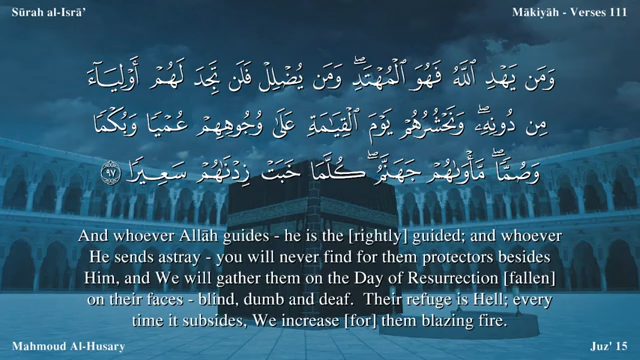 Sūrah al-Isrā’
Mākiyāh - Verses 111
وَمَن يَهْدِ ٱللَّهُ فَهُوَ ٱلْمُهْتَدِ ۖ وَمَن يُضْلِلْ فَلَن تَجِدَ لَهُمْ أَوْلِيَآءَ
مِن دُونِهِۦ ۖ وَنَحْشُرُهُمْ يَوْمَ ٱلْقِيَـٰمَةِ عَلَىٰ وُجُوهِهِمْ عُمْيًا وَبُكْمًا
وَصُمًّا ۖ مَّأْوَىٰهُمْ جَهَنَّمُ ۖ كُلَّمَا خَبَتْ زِدْنَـٰهُمْ سَعِيرًا ٩٧
And whoever Allāh guides - he is the [rightly] guided; and whoever
He sends astray - you will never find for them protectors besides
Him, and We will gather them on the Day of Resurrection [fallen]
on their faces - blind, dumb and deaf.  Their refuge is Hell; every
time it subsides, We increase [for] them blazing fire.
Mahmoud Al-Husary
Juz' 15